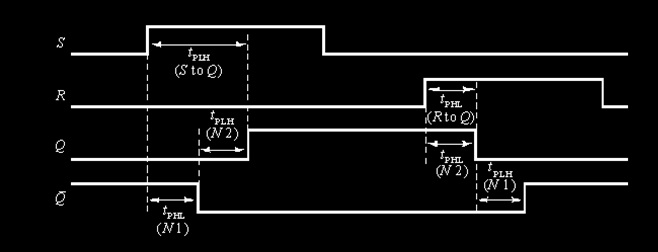 S
t_PLH
(S to Q)
R
t_PHL
(R to Q)
t_PLH
(N2)
Q
t_PHL
(N2)
t_PLH
(N1)
Q̅
t_PHL
(N1)